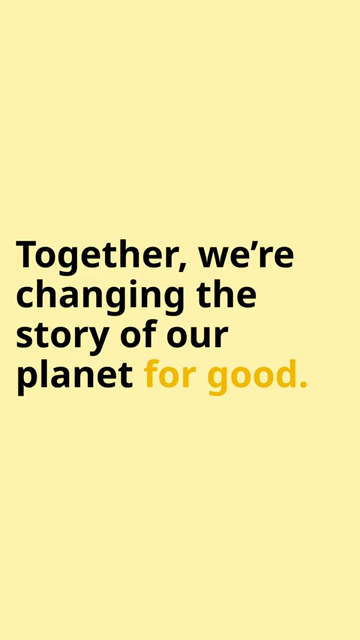 Together, we’re
changing the
story of our
planet for good.